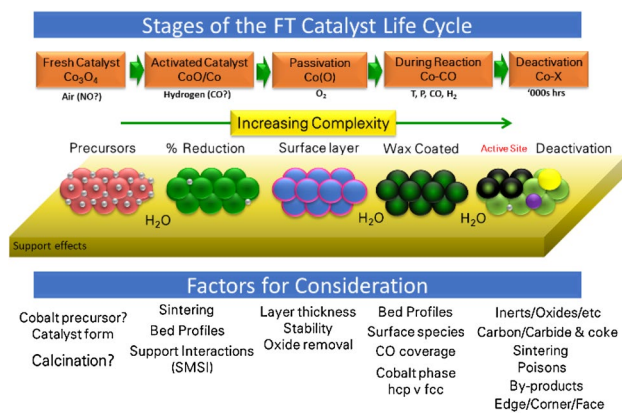 Stages of the FT Catalyst Life Cycle
Fresh Catalyst
Co₃O₄
Activated Catalyst
CoO/Co
Passivation
Co(O)
During Reaction
Co-CO
Deactivation
Co-X
Air (NO?)
Hydrogen (CO?)
O₂
T, P, CO, H₂
'000s hrs
Increasing Complexity
Precursors
% Reduction
Surface layer
Wax Coated
Active Site
Deactivation
H₂O
H₂O
H₂O
Support effects
Factors for Consideration
Cobalt precursor?
Catalyst form
Calcination?
Sintering
Bed Profiles
Support Interactions
(SMSI)
Layer thickness
Stability
Oxide removal
Bed Profiles
Surface species
CO coverage
Cobalt phase
hcp v fcc
Inerts/Oxides/etc
Carbon/Carbide & coke
Sintering
Poisons
By-products
Edge/Corner/Face